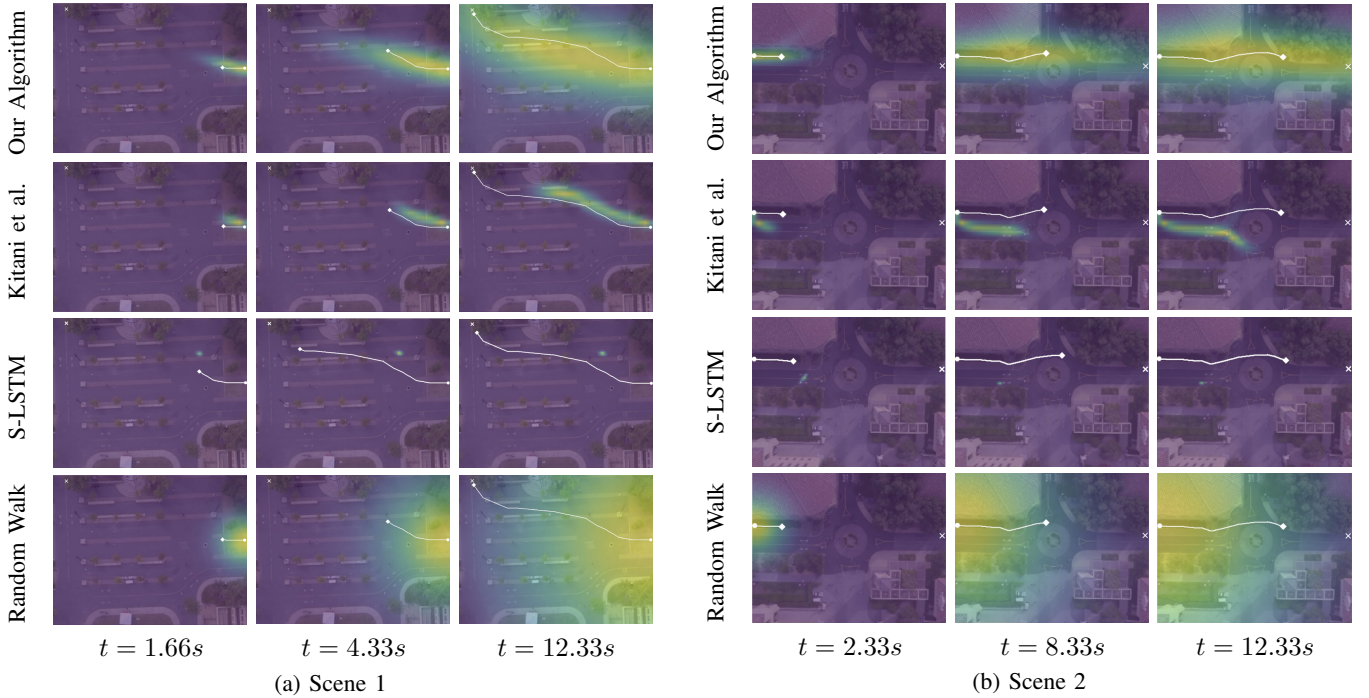 Our Algorithm
Kitani et al.
S-LSTM
Random Walk
t = 1.66s
t = 4.33s
t = 12.33s
(a) Scene 1
Our Algorithm
Kitani et al.
S-LSTM
Random Walk
t = 2.33s
t = 8.33s
t = 12.33s
(b) Scene 2